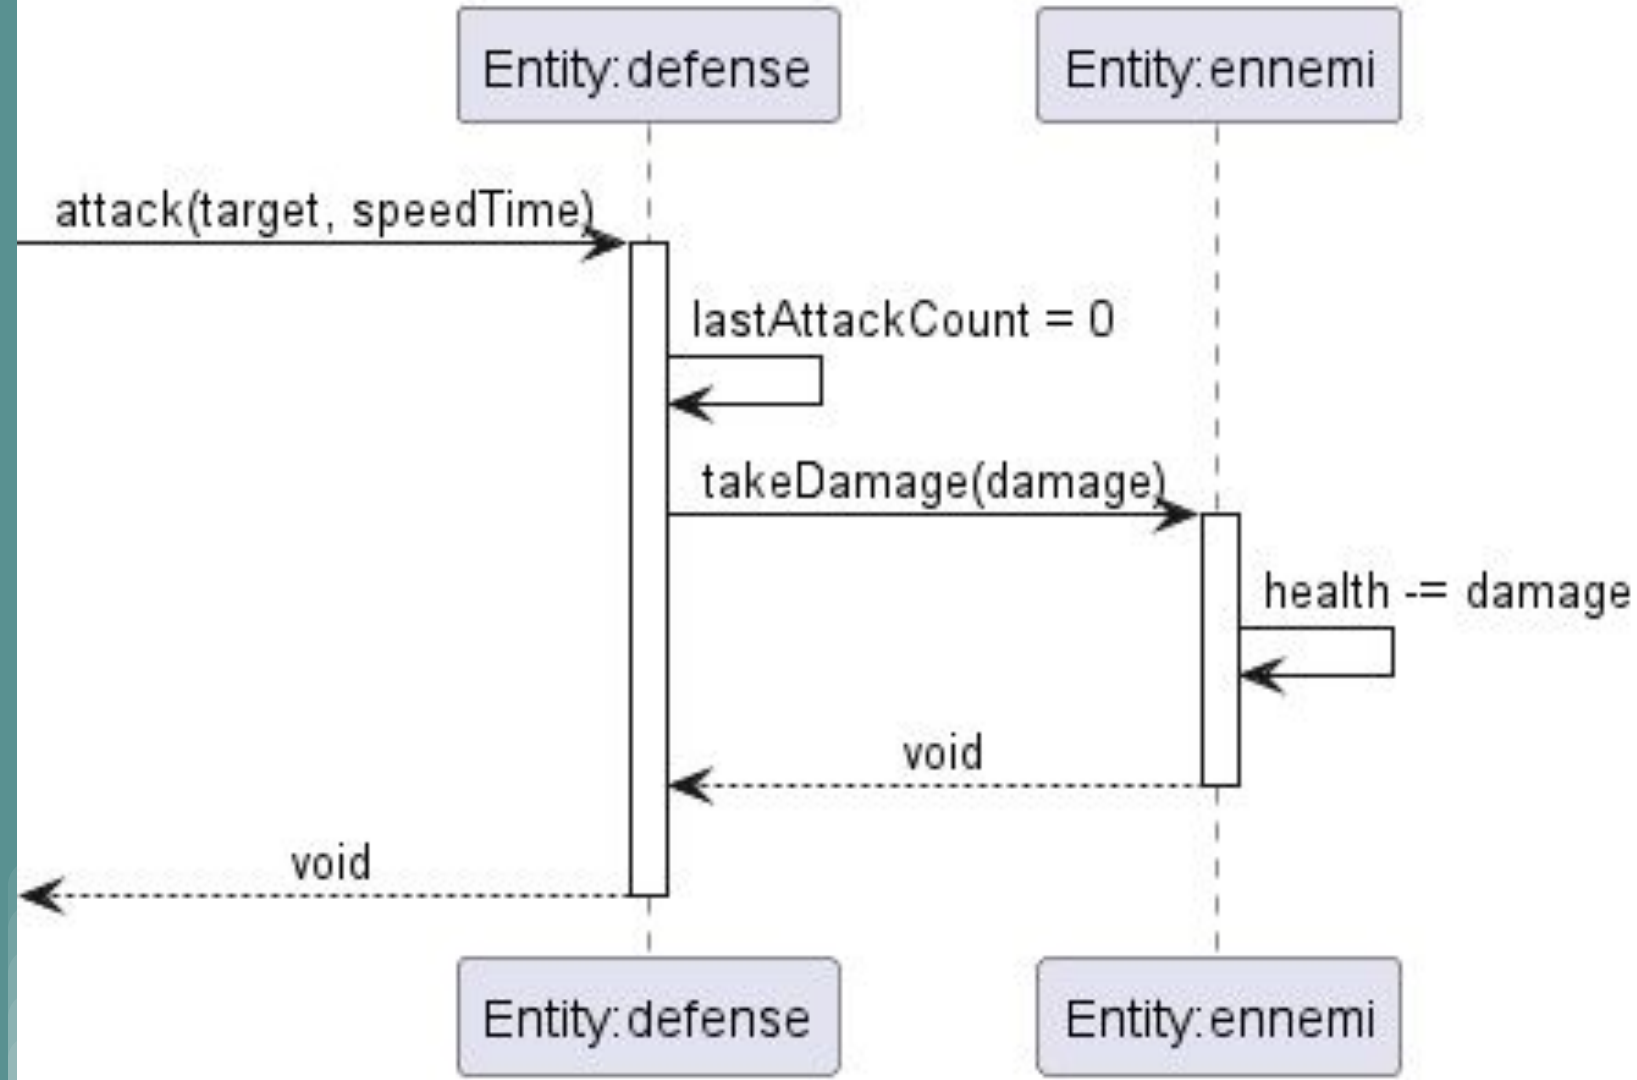 Entity:defense
Entity:ennemi
attack(target, speedTime)
lastAttackCount = 0
takeDamage(damage)
health -= damage
void
void
Entity:defense
Entity:ennemi